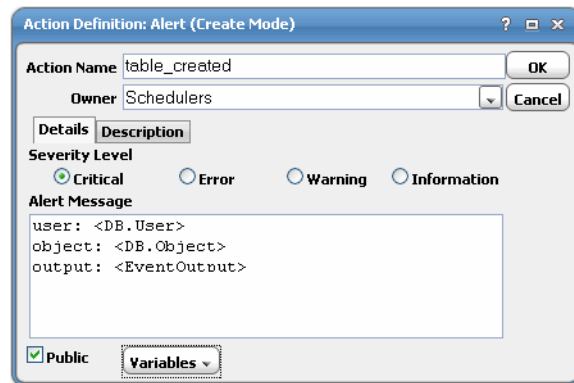 Action Definition: Alert (Create Mode) ?
Action Name table_created OK
Owner Schedulers Cancel
Details Description
Severity Level
Critical Error Warning Information
Alert Message
user: <DB.User>
object: <DB.Object>
output: <EventOutput>
Public Variables